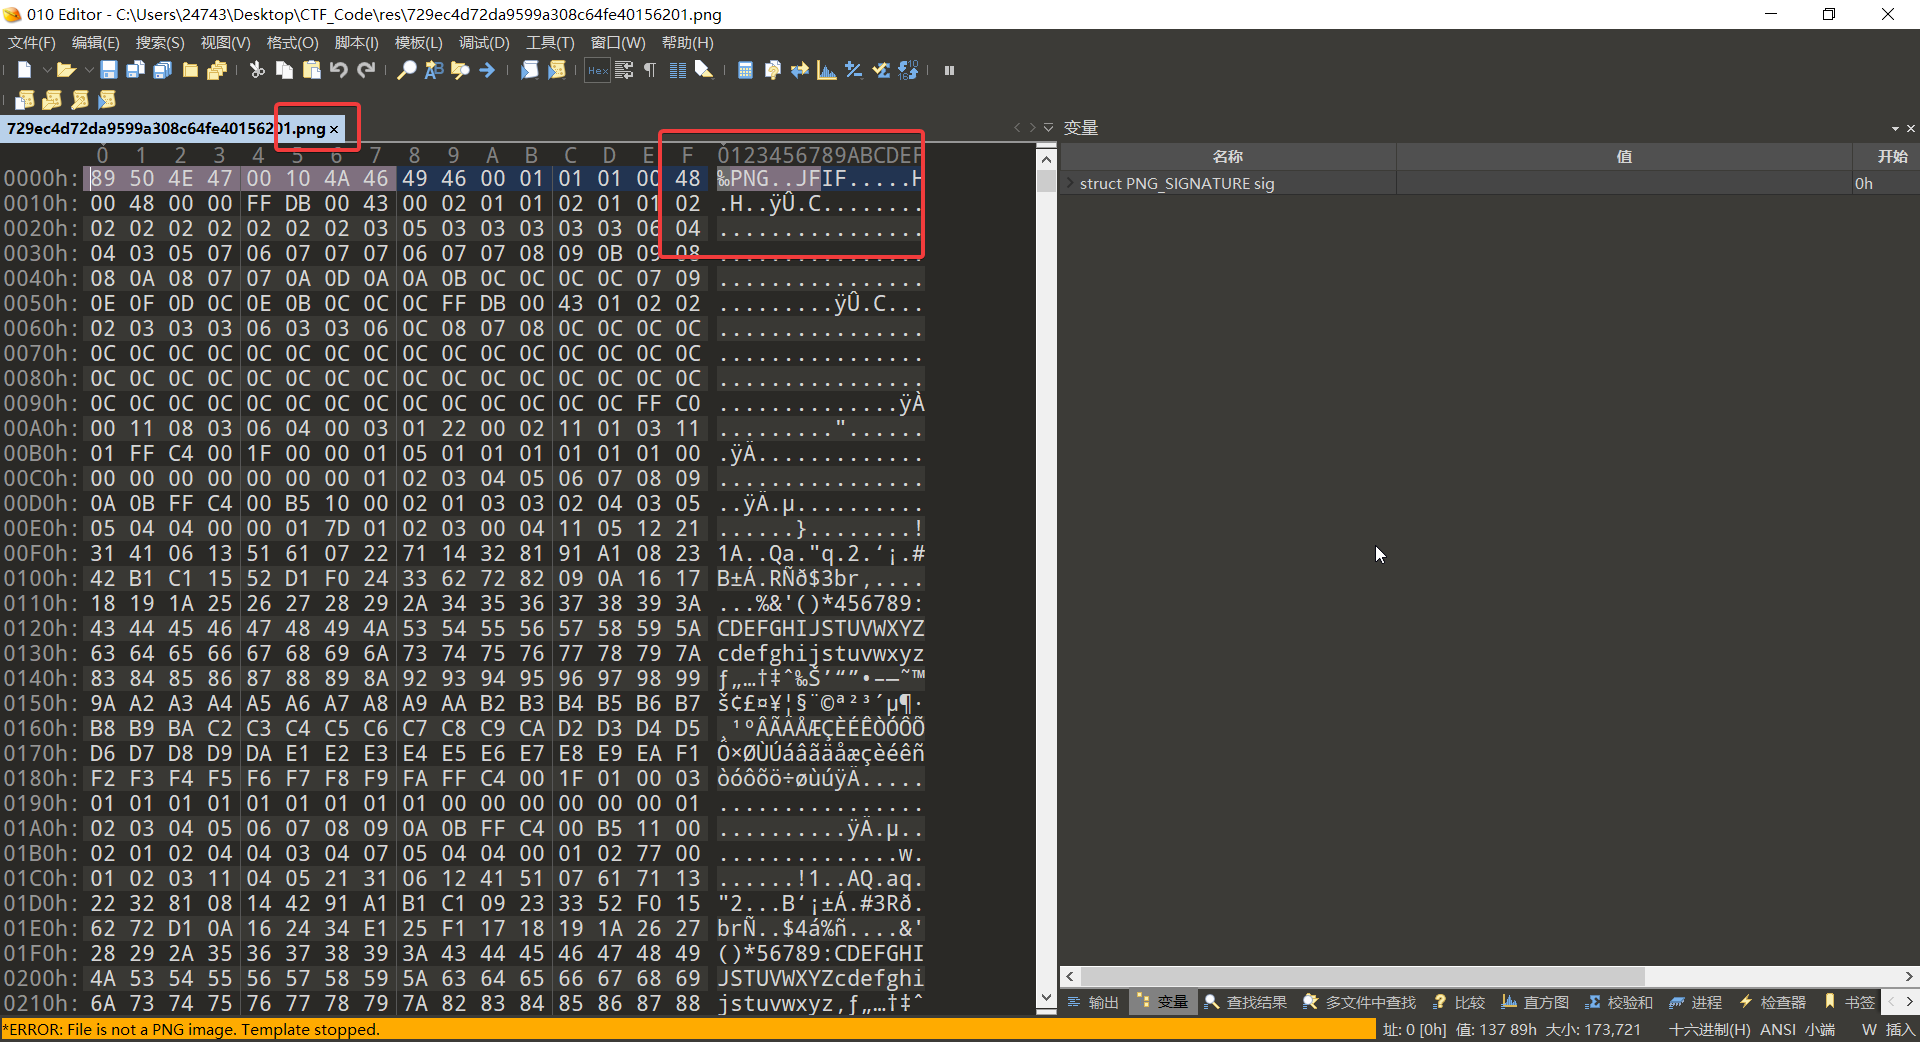 010 Editor - C:\Users\24743\Desktop\CTF_Code\res\729ec4d72da9599a308c64fe40156201.png
文件(F) 编辑(E) 搜索(S) 视图(V) 格式(O) 脚本(I) 模板(L) 调试(D) 工具(T) 窗口(W) 帮助(H)
729ec4d72da9599a308c64fe40156201.png ×
变量
0 1 2 3 4 5 6 7 8 9 A B C D E F 0123456789ABCDEF
名称 值 开始
0000h: 89 50 4E 47 00 10 4A 46 49 46 00 01 01 01 00 48 ‰PNG..JFIF.....H
struct PNG_SIGNATURE sig 0h
0010h: 00 48 00 00 FF DB 00 43 00 02 01 01 02 01 01 02 .H..ÿÛ.C........
0020h: 02 02 02 02 02 02 02 03 05 03 03 03 03 03 06 04 ................
0030h: 04 03 05 07 06 07 07 07 06 07 07 08 09 0B 09 08 ................
0040h: 08 0A 08 07 07 0A 0D 0A 0A 0B 0C 0C 0C 0C 07 09 ................
0050h: 0E 0F 0D 0C 0E 0B 0C 0C 0C FF DB 00 43 01 02 02 .........ÿÛ.C...
0060h: 02 03 03 03 06 03 03 06 0C 08 07 08 0C 0C 0C 0C ................
0070h: 0C 0C 0C 0C 0C 0C 0C 0C 0C 0C 0C 0C 0C 0C 0C 0C ................
0080h: 0C 0C 0C 0C 0C 0C 0C 0C 0C 0C 0C 0C 0C 0C 0C 0C ................
0090h: 0C 0C 0C 0C 0C 0C 0C 0C 0C 0C 0C 0C 0C 0C FF C0 ..............ÿÀ
00A0h: 00 11 08 03 06 04 00 03 01 22 00 02 11 01 03 11 ........."......
00B0h: 01 FF C4 00 1F 00 00 01 05 01 01 01 01 01 01 00 .ÿÄ.............
00C0h: 00 00 00 00 00 00 00 01 02 03 04 05 06 07 08 09 ................
00D0h: 0A 0B FF C4 00 B5 10 00 02 01 03 03 02 04 03 05 ..ÿÄ.µ..........
00E0h: 05 04 04 00 00 01 7D 01 02 03 00 04 11 05 12 21 ......}........!
00F0h: 31 41 06 13 51 61 07 22 71 14 32 81 91 A1 08 23 1A..Qa."q.2.‘¡.#
0100h: 42 B1 C1 15 52 D1 F0 24 33 62 72 82 09 0A 16 17 B±Á.RÑð$3br‚....
0110h: 18 19 1A 25 26 27 28 29 2A 34 35 36 37 38 39 3A ...%&'()*456789:
0120h: 43 44 45 46 47 48 49 4A 53 54 55 56 57 58 59 5A CDEFGHIJSTUVWXYZ
0130h: 63 64 65 66 67 68 69 6A 73 74 75 76 77 78 79 7A cdefghijstuvwxyz
0140h: 83 84 85 86 87 88 89 8A 92 93 94 95 96 97 98 99 ƒ„…†‡ˆ‰Š’“”•–—˜™
0150h: 9A A2 A3 A4 A5 A6 A7 A8 A9 AA B2 B3 B4 B5 B6 B7 š¢£¤¥¦§¨©ª²³´µ¶·
0160h: B8 B9 BA C2 C3 C4 C5 C6 C7 C8 C9 CA D2 D3 D4 D5 ¸¹ºÂÃÄÅÆÇÈÉÊÒÓÔÕ
0170h: D6 D7 D8 D9 DA E1 E2 E3 E4 E5 E6 E7 E8 E9 EA F1 Ö×ØÙÚáâãäåæçèéêñ
0180h: F2 F3 F4 F5 F6 F7 F8 F9 FA FF C4 00 1F 01 00 03 òóôõö÷øùúÿÄ.....
0190h: 01 01 01 01 01 01 01 01 01 00 00 00 00 00 00 01 ................
01A0h: 02 03 04 05 06 07 08 09 0A 0B FF C4 00 B5 11 00 ..........ÿÄ.µ..
01B0h: 02 01 02 04 04 03 04 07 05 04 04 00 01 02 77 00 ..............w.
01C0h: 01 02 03 11 04 05 21 31 06 12 41 51 07 61 71 13 ......!1..AQ.aq.
01D0h: 22 32 81 08 14 42 91 A1 B1 C1 09 23 33 52 F0 15 "2...B‘¡±Á.#3Rð.
01E0h: 62 72 D1 0A 16 24 34 E1 25 F1 17 18 19 1A 26 27 brÑ..$4á%ñ....&'
01F0h: 28 29 2A 35 36 37 38 39 3A 43 44 45 46 47 48 49 ()*56789:CDEFGHI
0200h: 4A 53 54 55 56 57 58 59 5A 63 64 65 66 67 68 69 JSTUVWXYZcdefghi
0210h: 6A 73 74 75 76 77 78 79 7A 82 83 84 85 86 87 88 jstuvwxyz‚ƒ„…†‡ˆ
输出 变量 查找结果 多文件中查找 比较 直方图 校验和 进程 检查器 书签
*ERROR: File is not a PNG image. Template stopped.
址: 0 [0h] 值: 137 89h 大小: 173,721 十六进制(H) ANSI 小端 W 插入